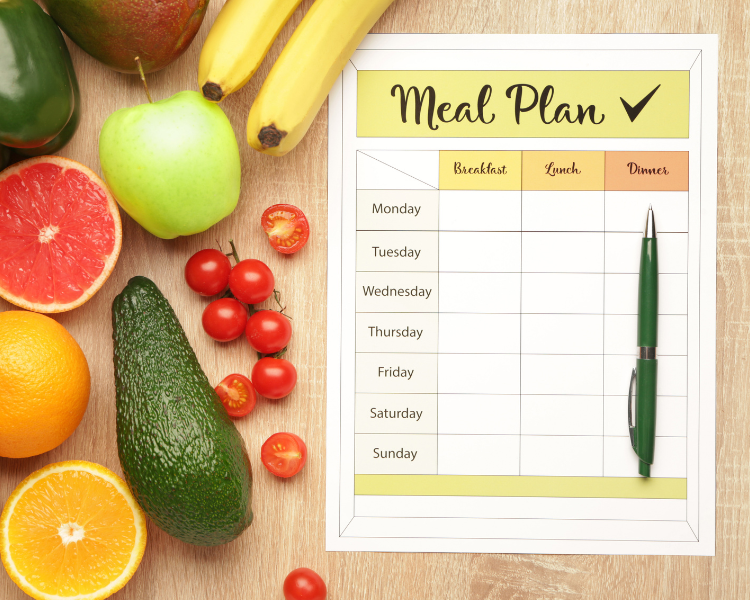 Meal Plan ✓
Breakfast Lunch Dinner
Monday
Tuesday
Wednesday
Thursday
Friday
Saturday
Sunday